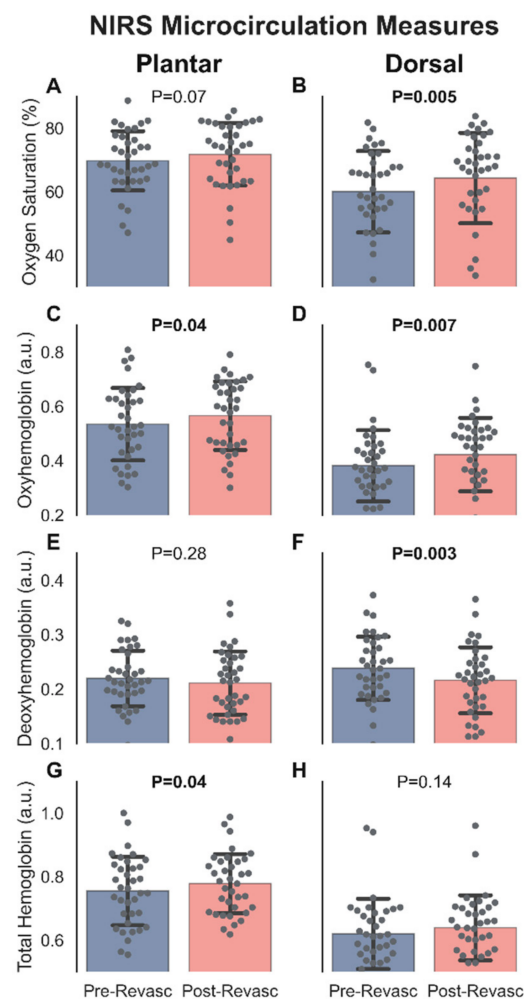 NIRS Microcirculation Measures
Plantar Dorsal
A B
P=0.07 P=0.005
Oxygen Saturation (%)
80
60
40
C D
P=0.04 P=0.007
Oxyhemoglobin (a.u.)
0.8
0.6
0.4
0.2
E F
P=0.28 P=0.003
Deoxyhemoglobin (a.u.)
0.4
0.3
0.2
0.1
G H
P=0.04 P=0.14
Total Hemoglobin (a.u.)
1.0
0.8
0.6
Pre-Revasc Post-Revasc Pre-Revasc Post-Revasc